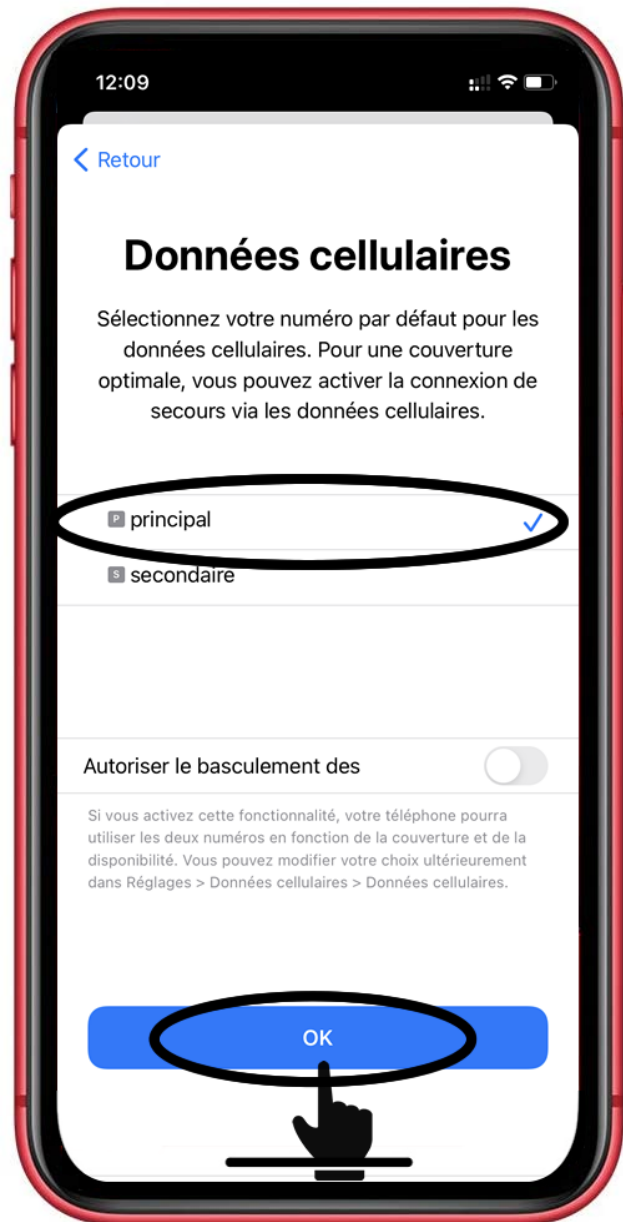 12:09
Retour
Données cellulaires
Sélectionnez votre numéro par défaut pour les
données cellulaires. Pour une couverture
optimale, vous pouvez activer la connexion de
secours via les données cellulaires.
P principal
S secondaire
Autoriser le basculement des
Si vous activez cette fonctionnalité, votre téléphone pourra
utiliser les deux numéros en fonction de la couverture et de la
disponibilité. Vous pouvez modifier votre choix ultérieurement
dans Réglages > Données cellulaires > Données cellulaires.
OK